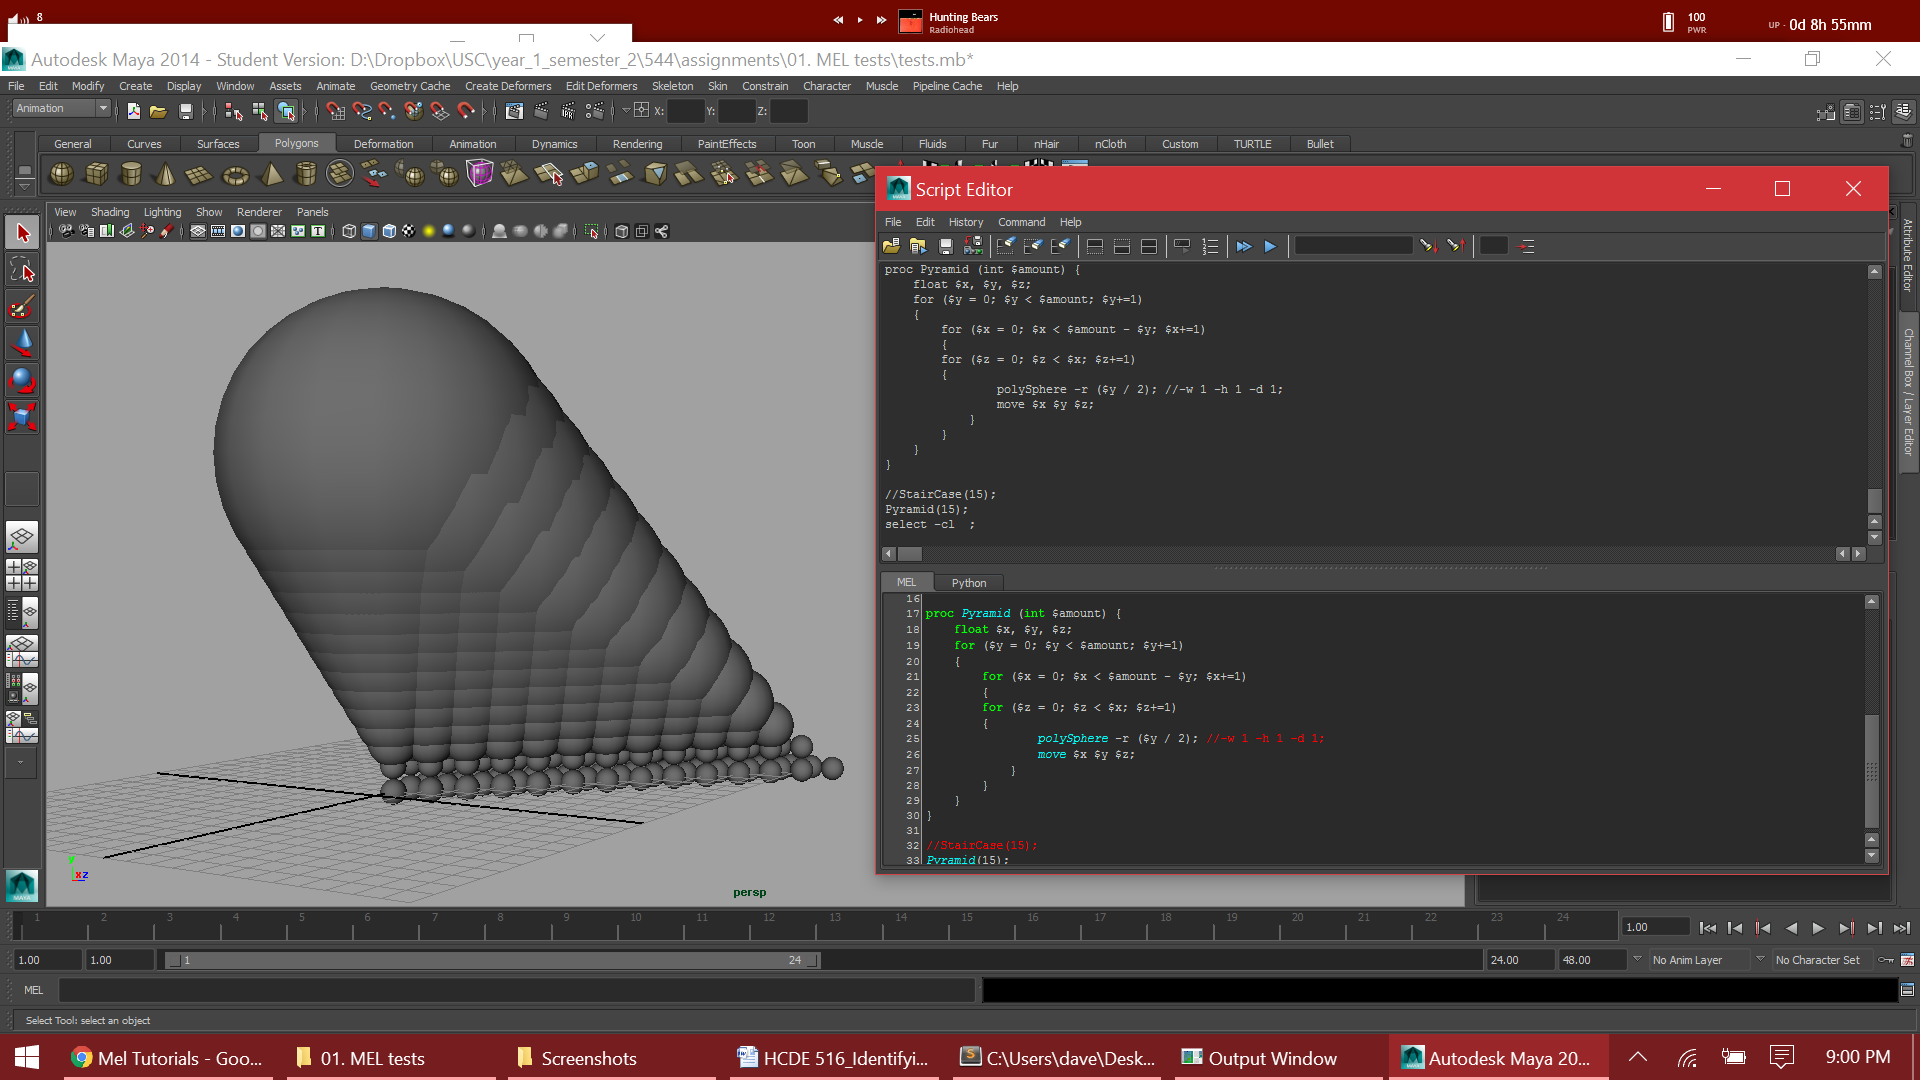 8
Hunting Bears
Radiohead
100
PWR
UP - 0d 8h 55mm
Autodesk Maya 2014 - Student Version: D:\Dropbox\USC\year_1_semester_2\544\assignments\01. MEL tests\tests.mb*
File Edit Modify Create Display Window Assets Animate Geometry Cache Create Deformers Edit Deformers Skeleton Skin Constrain Character Muscle Pipeline Cache Help
Animation X: Y: Z:
General Curves Surfaces Polygons Deformation Animation Dynamics Rendering PaintEffects Toon Muscle Fluids Fur nHair nCloth Custom TURTLE Bullet
View Shading Lighting Show Renderer Panels
Script Editor
File Edit History Command Help
proc Pyramid (int $amount) {
float $x, $y, $z;
for ($y = 0; $y < $amount; $y+=1)
{
for ($x = 0; $x < $amount - $y; $x+=1)
{
for ($z = 0; $z < $x; $z+=1)
{
polySphere -r ($y / 2); //-w 1 -h 1 -d 1;
move $x $y $z;
}
}
}
}
//StairCase(15);
Pyramid(15);
select -cl ;
MEL Python
16
17 proc Pyramid (int $amount) {
18 float $x, $y, $z;
19 for ($y = 0; $y < $amount; $y+=1)
20 {
21 for ($x = 0; $x < $amount - $y; $x+=1)
22 {
23 for ($z = 0; $z < $x; $z+=1)
24 {
25 polySphere -r ($y / 2); //-w 1 -h 1 -d 1;
26 move $x $y $z;
27 }
28 }
29 }
30 }
31
32 //StairCase(15);
33 Pyramid(15);
Attribute Editor
Channel Box / Layer Editor
y
xz
persp
1 2 3 4 5 6 7 8 9 10 11 12 13 14 15 16 17 18 19 20 21 22 23 24 1.00
1.00 1.00 1 24 24.00 48.00 No Anim Layer No Character Set
MEL
Select Tool: select an object
Mel Tutorials - Goo... 01. MEL tests Screenshots HCDE 516_Identifyi... C:\Users\dave\Desk... Output Window Autodesk Maya 20... 9:00 PM